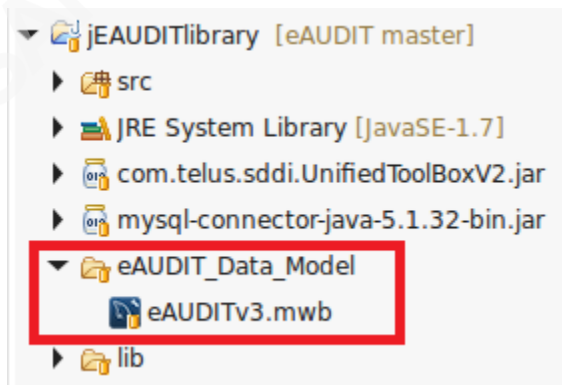 jEAUDITlibrary [eAUDIT master]
src
JRE System Library [JavaSE-1.7]
com.telus.sddi.UnifiedToolBoxV2.jar
mysql-connector-java-5.1.32-bin.jar
eAUDIT_Data_Model
eAUDITv3.mwb
lib